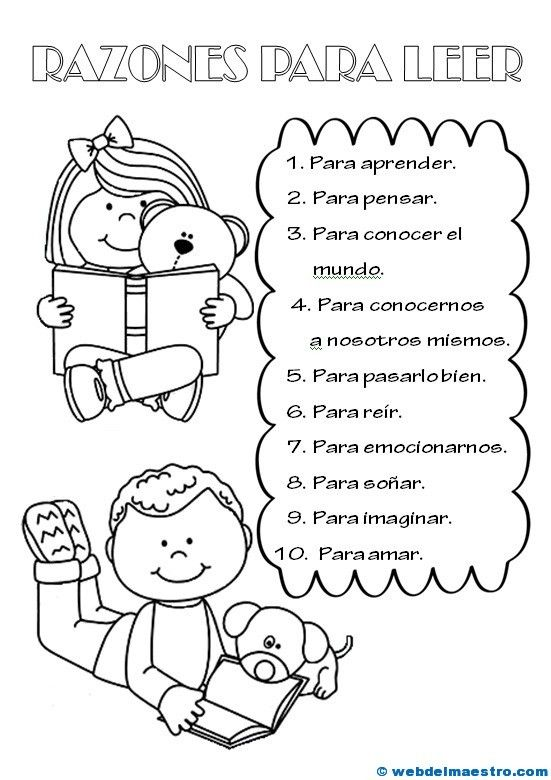 RAZONES PARA LEER
1. Para aprender.
2. Para pensar.
3. Para conocer el
mundo.
4. Para conocernos
a nosotros mismos.
5. Para pasarlo bien.
6. Para reír.
7. Para emocionarnos.
8. Para soñar.
9. Para imaginar.
10. Para amar.
© webdelmaestro.com